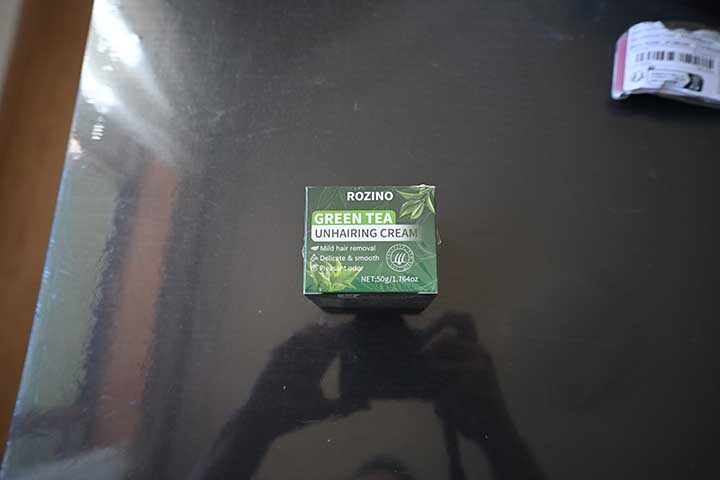 ROZINO
GREEN TEA
UNHAIRING CREAM
Mild hair removal
Delicate & smooth
Pleasant odor
NET:50g/1.764oz